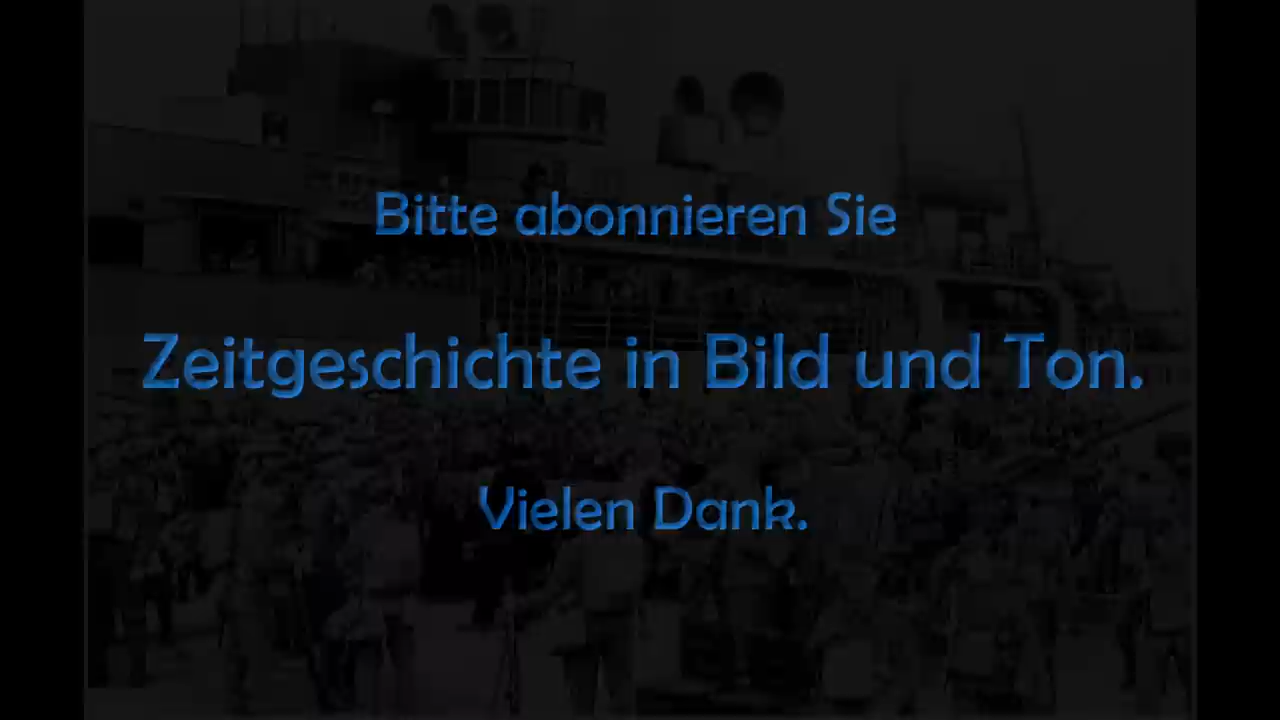 Bitte abonnieren Sie
Zeitgeschichte in Bild und Ton.
Vielen Dank.